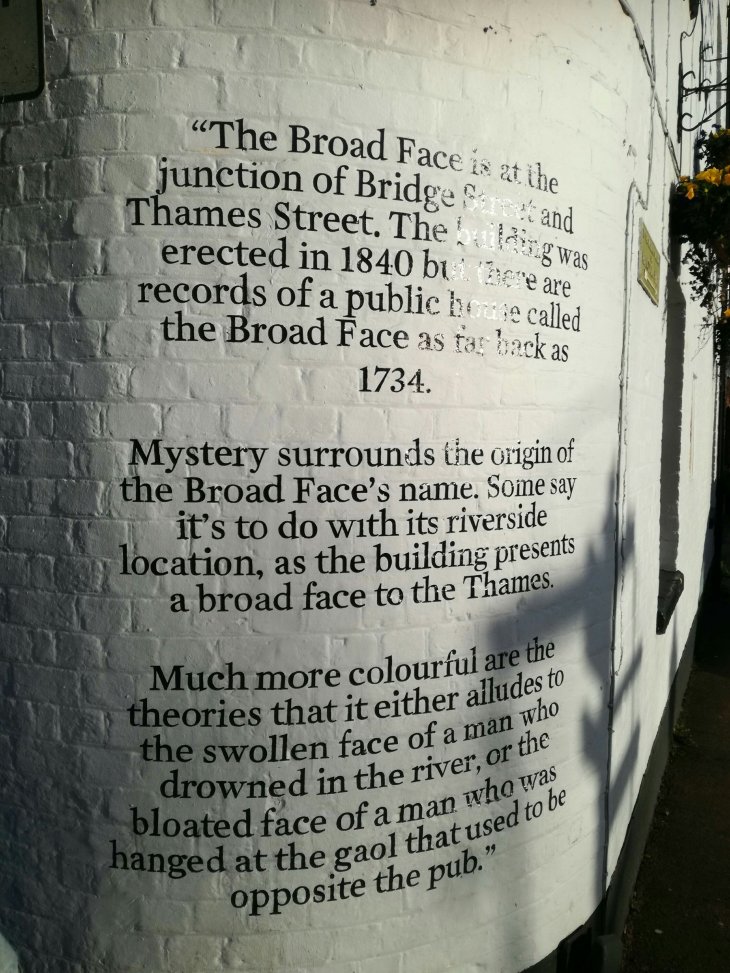 “The Broad Face is at the
junction of Bridge Street and
Thames Street. The building was
erected in 1840 but there are
records of a public house called
the Broad Face as far back as
1734.
Mystery surrounds the origin of
the Broad Face’s name. Some say
it’s to do with its riverside
location, as the building presents
a broad face to the Thames.
Much more colourful are the
theories that it either alludes to
the swollen face of a man who
drowned in the river, or the
bloated face of a man who was
hanged at the gaol that used to be
opposite the pub.”